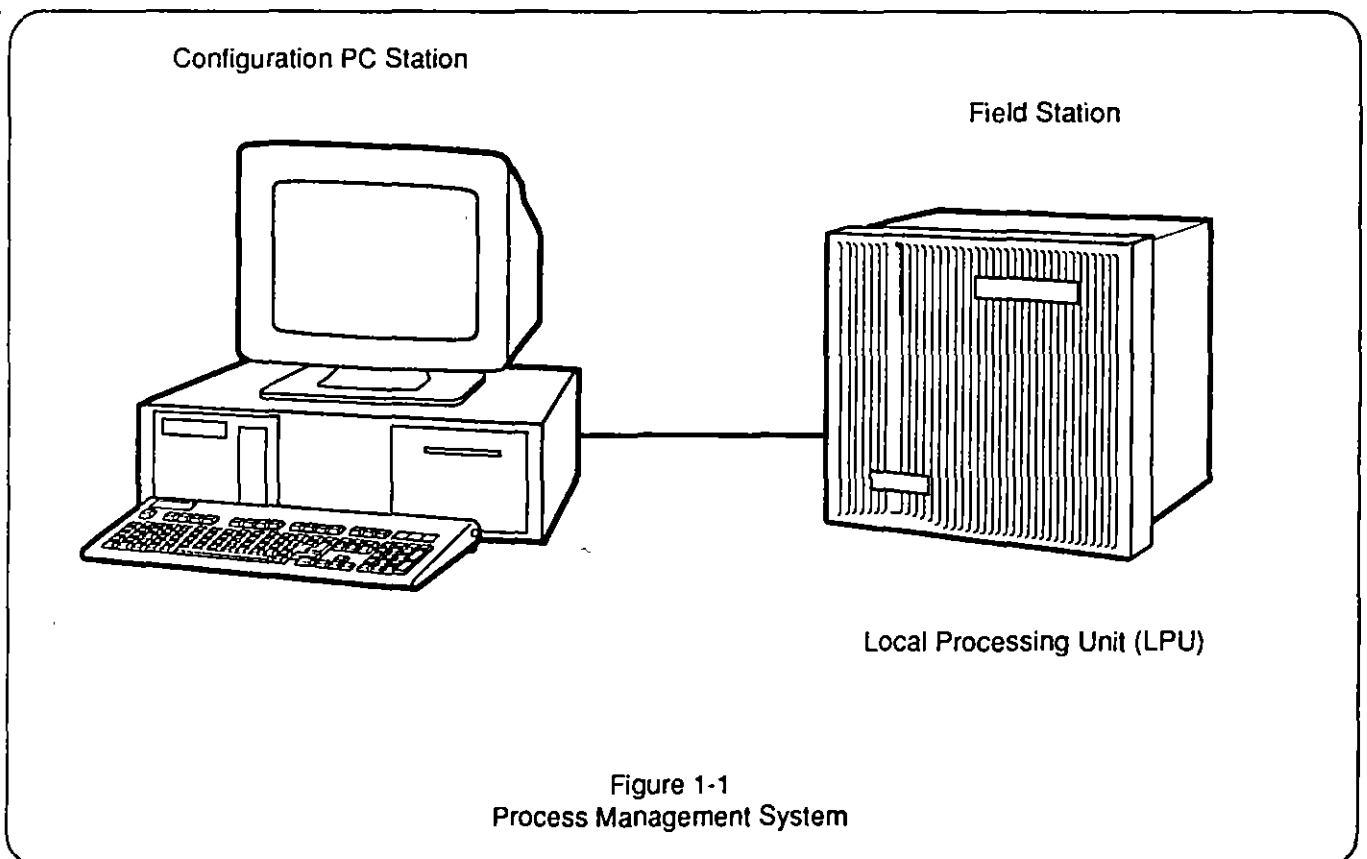 Configuration PC Station
Field Station
Local Processing Unit (LPU)
Figure 1-1
Process Management System